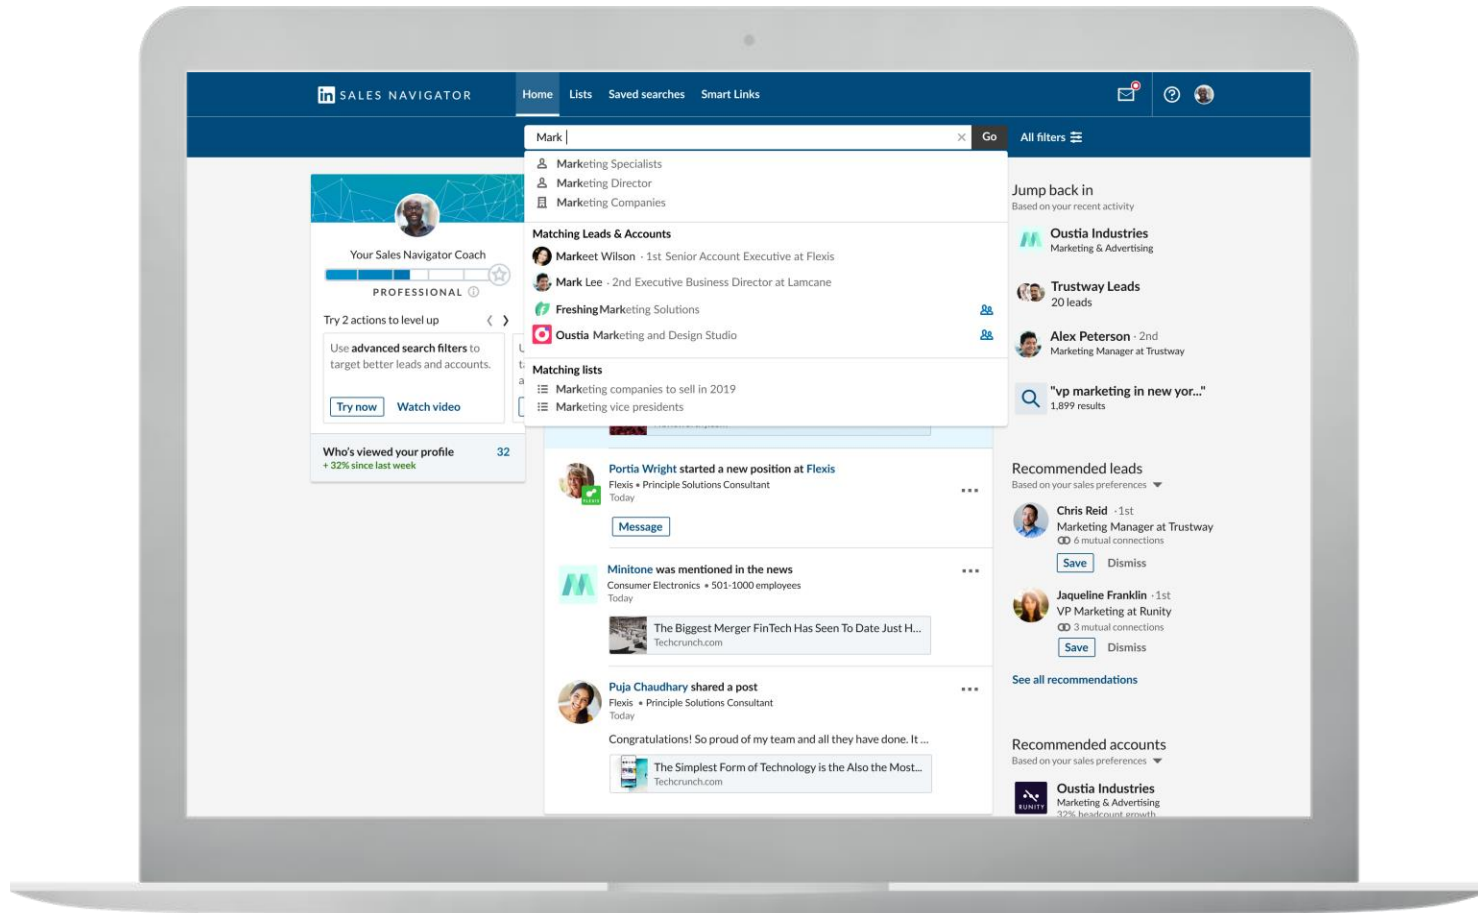 in SALES NAVIGATOR
Home Lists Saved searches Smart Links
Mark
Go
All filters
Marketing Specialists
Marketing Director
Marketing Companies
Matching Leads & Accounts
Markeet Wilson · 1st Senior Account Executive at Flexis
Mark Lee · 2nd Executive Business Director at Lamcane
Freshing Marketing Solutions
Oustia Marketing and Design Studio
Matching lists
Marketing companies to sell in 2019
Marketing vice presidents
Your Sales Navigator Coach
PROFESSIONAL
Try 2 actions to level up
Use advanced search filters to
target better leads and accounts.
Try now Watch video
Who's viewed your profile 32
+ 32% since last week
Portia Wright started a new position at Flexis
Flexis • Principle Solutions Consultant
Today
FLEXIS
Message
Minitone was mentioned in the news
Consumer Electronics • 501-1000 employees
Today
The Biggest Merger FinTech Has Seen To Date Just H...
Techcrunch.com
Puja Chaudhary shared a post
Flexis • Principle Solutions Consultant
Today
Congratulations! So proud of my team and all they have done. It ...
The Simplest Form of Technology is the Also the Most...
Techcrunch.com
Jump back in
Based on your recent activity
Oustia Industries
Marketing & Advertising
Trustway Leads
20 leads
Alex Peterson · 2nd
Marketing Manager at Trustway
"vp marketing in new yor..."
1,899 results
Recommended leads
Based on your sales preferences
Chris Reid · 1st
Marketing Manager at Trustway
6 mutual connections
Save Dismiss
Jaqueline Franklin · 1st
VP Marketing at Runity
3 mutual connections
Save Dismiss
See all recommendations
Recommended accounts
Based on your sales preferences
RUNITY
Oustia Industries
Marketing & Advertising
32% headcount growth